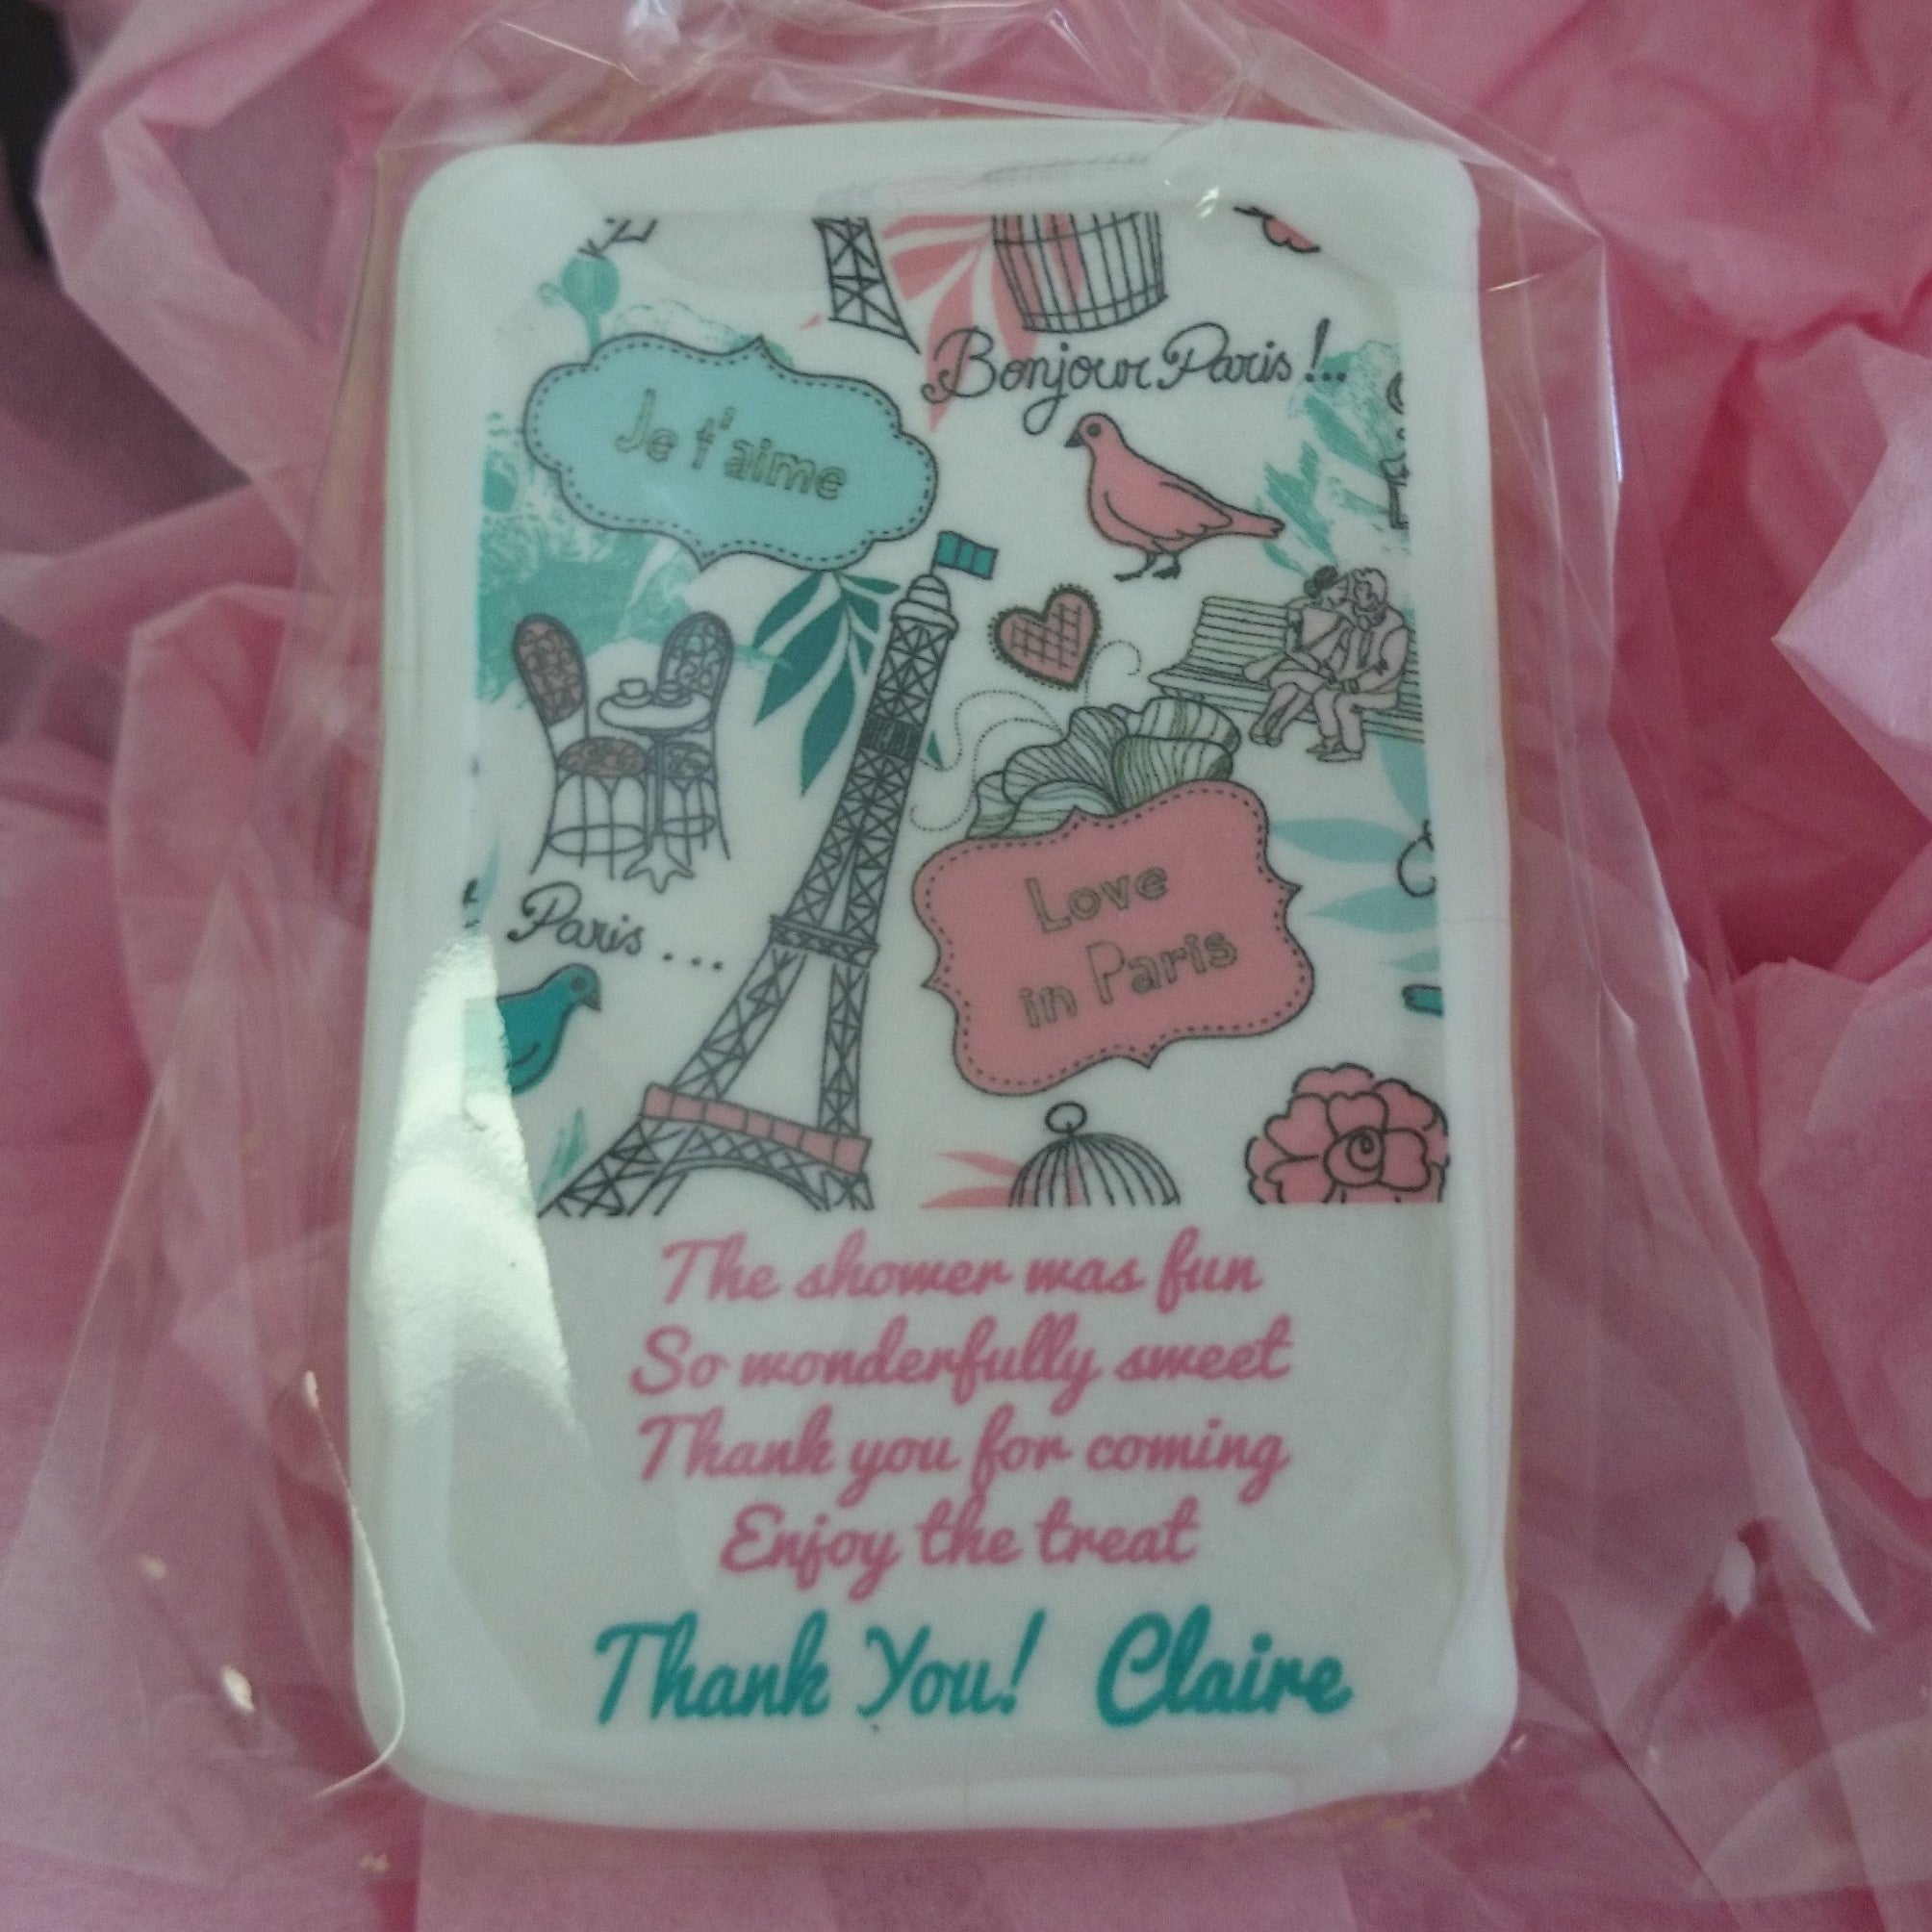 Bonjour Paris !..
Je t'aime
Paris ...
Love
in Paris
The shower was fun
So wonderfully sweet
Thank you for coming
Enjoy the treat
Thank You! Claire